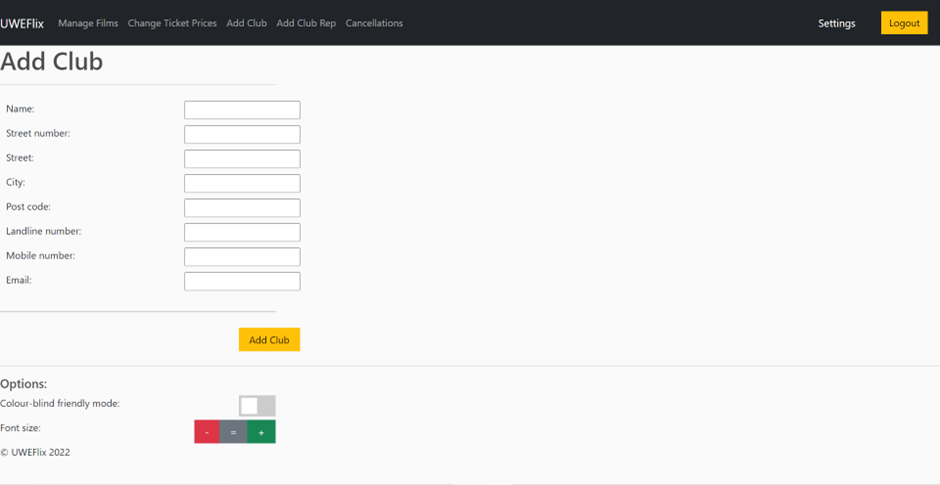 UWEFlix Manage Films Change Ticket Prices Add Club Add Club Rep Cancellations Settings Logout
Add Club
Name:
Street number:
Street:
City:
Post code:
Landline number:
Mobile number:
Email:
Add Club
Options:
Colour-blind friendly mode:
Font size: - = +
© UWEFlix 2022